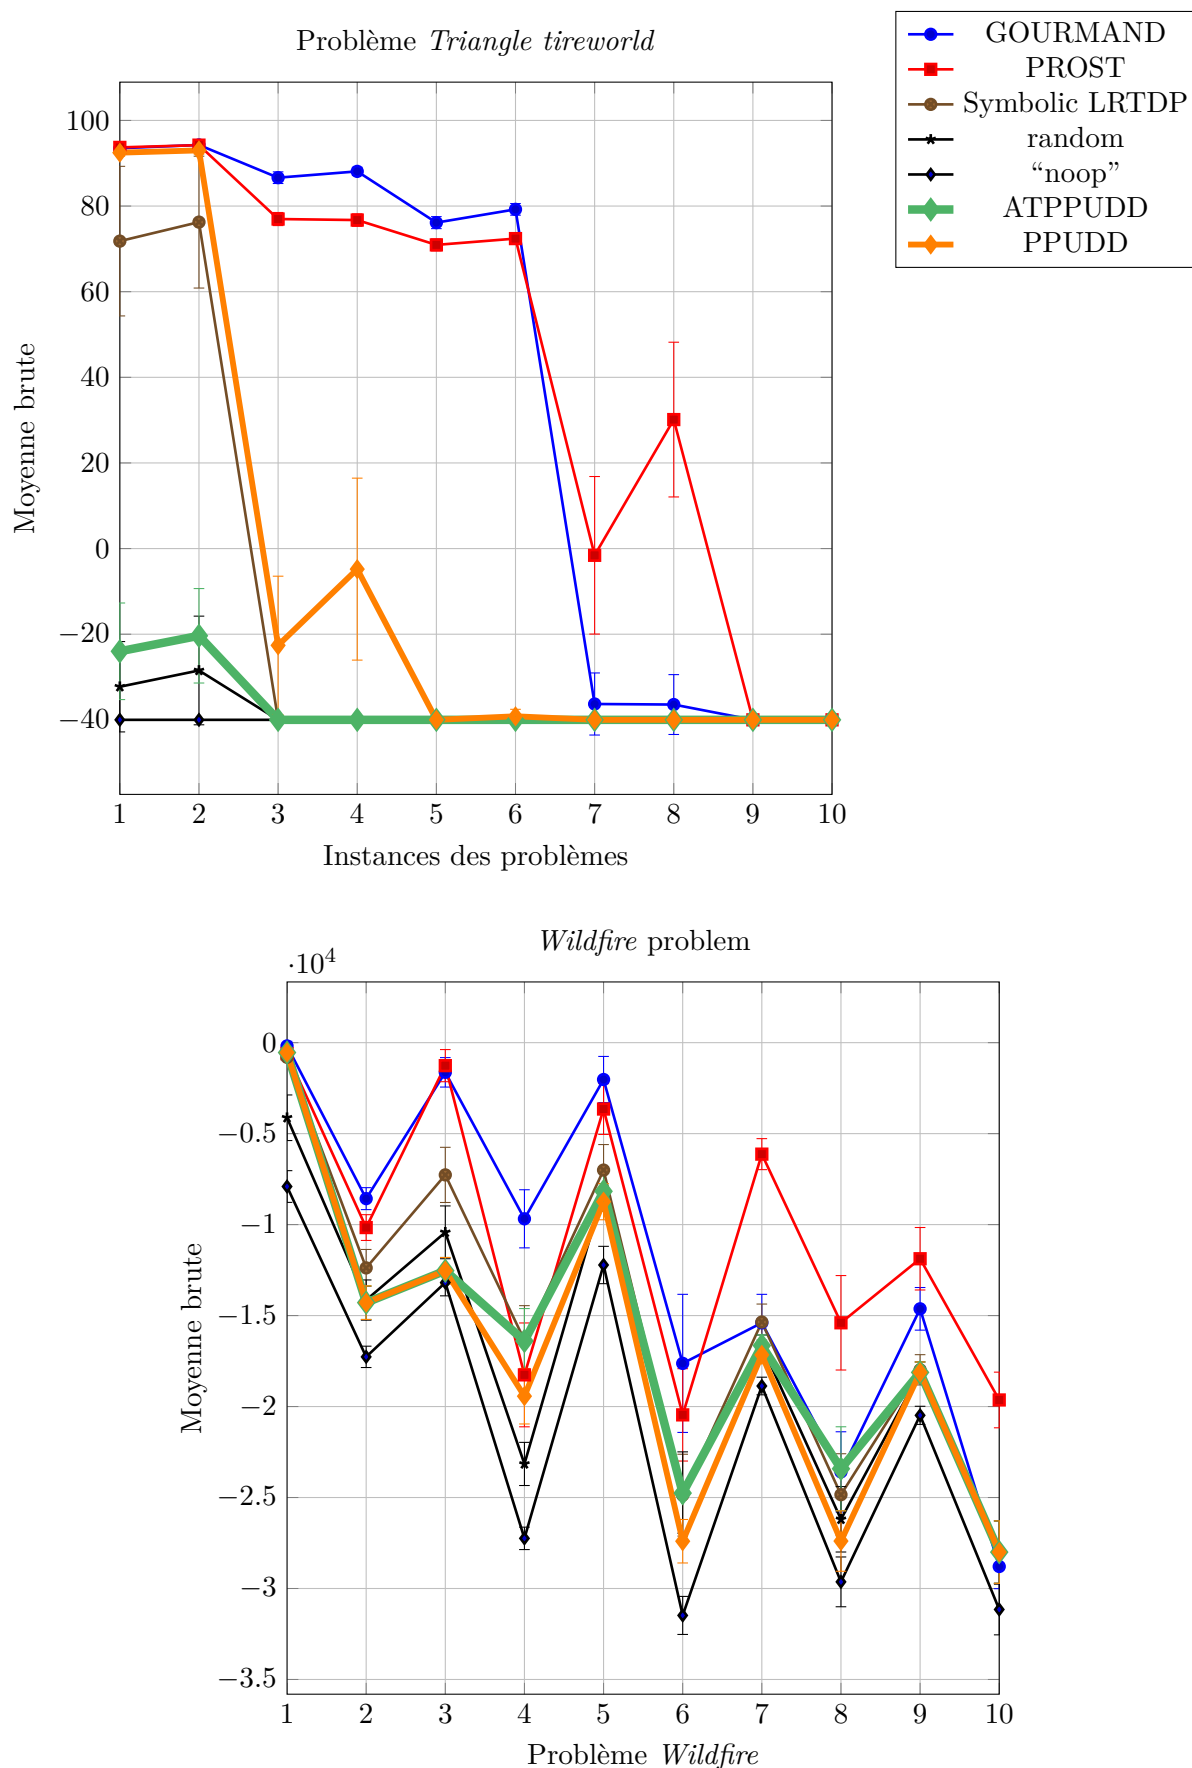 Problème Triangle tireworld
GOURMAND
PROST
Symbolic LRTDP
random
“noop”
ATPPUDD
PPUDD
Moyenne brute
100
80
60
40
20
0
−20
−40
1 2 3 4 5 6 7 8 9 10
Instances des problèmes
Wildfire problem
·10⁴
Moyenne brute
0
−0.5
−1
−1.5
−2
−2.5
−3
−3.5
1 2 3 4 5 6 7 8 9 10
Problème Wildfire